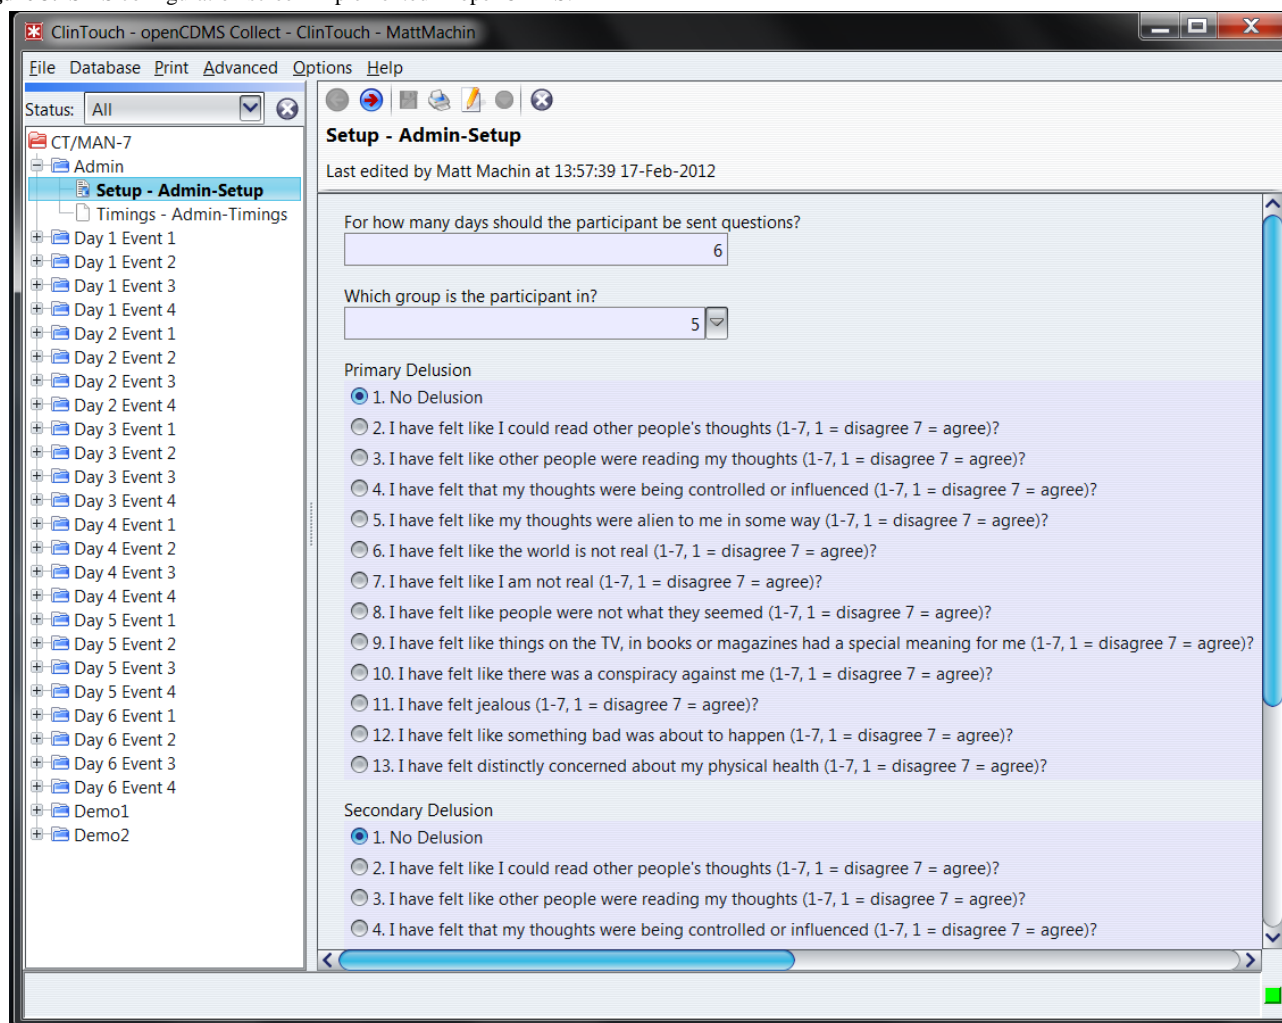 ClinTouch - openCDMS Collect - ClinTouch - MattMachin
File Database Print Advanced Options Help
Status: All
CT/MAN-7
Admin
Setup - Admin-Setup
Timings - Admin-Timings
Day 1 Event 1
Day 1 Event 2
Day 1 Event 3
Day 1 Event 4
Day 2 Event 1
Day 2 Event 2
Day 2 Event 3
Day 2 Event 4
Day 3 Event 1
Day 3 Event 2
Day 3 Event 3
Day 3 Event 4
Day 4 Event 1
Day 4 Event 2
Day 4 Event 3
Day 4 Event 4
Day 5 Event 1
Day 5 Event 2
Day 5 Event 3
Day 5 Event 4
Day 6 Event 1
Day 6 Event 2
Day 6 Event 3
Day 6 Event 4
Demo1
Demo2
Setup - Admin-Setup
Last edited by Matt Machin at 13:57:39 17-Feb-2012
For how many days should the participant be sent questions?
6
Which group is the participant in?
5
Primary Delusion
1. No Delusion
2. I have felt like I could read other people's thoughts (1-7, 1 = disagree 7 = agree)?
3. I have felt like other people were reading my thoughts (1-7, 1 = disagree 7 = agree)?
4. I have felt that my thoughts were being controlled or influenced (1-7, 1 = disagree 7 = agree)?
5. I have felt like my thoughts were alien to me in some way (1-7, 1 = disagree 7 = agree)?
6. I have felt like the world is not real (1-7, 1 = disagree 7 = agree)?
7. I have felt like I am not real (1-7, 1 = disagree 7 = agree)?
8. I have felt like people were not what they seemed (1-7, 1 = disagree 7 = agree)?
9. I have felt like things on the TV, in books or magazines had a special meaning for me (1-7, 1 = disagree 7 = agree)?
10. I have felt like there was a conspiracy against me (1-7, 1 = disagree 7 = agree)?
11. I have felt jealous (1-7, 1 = disagree 7 = agree)?
12. I have felt like something bad was about to happen (1-7, 1 = disagree 7 = agree)?
13. I have felt distinctly concerned about my physical health (1-7, 1 = disagree 7 = agree)?
Secondary Delusion
1. No Delusion
2. I have felt like I could read other people's thoughts (1-7, 1 = disagree 7 = agree)?
3. I have felt like other people were reading my thoughts (1-7, 1 = disagree 7 = agree)?
4. I have felt that my thoughts were being controlled or influenced (1-7, 1 = disagree 7 = agree)?